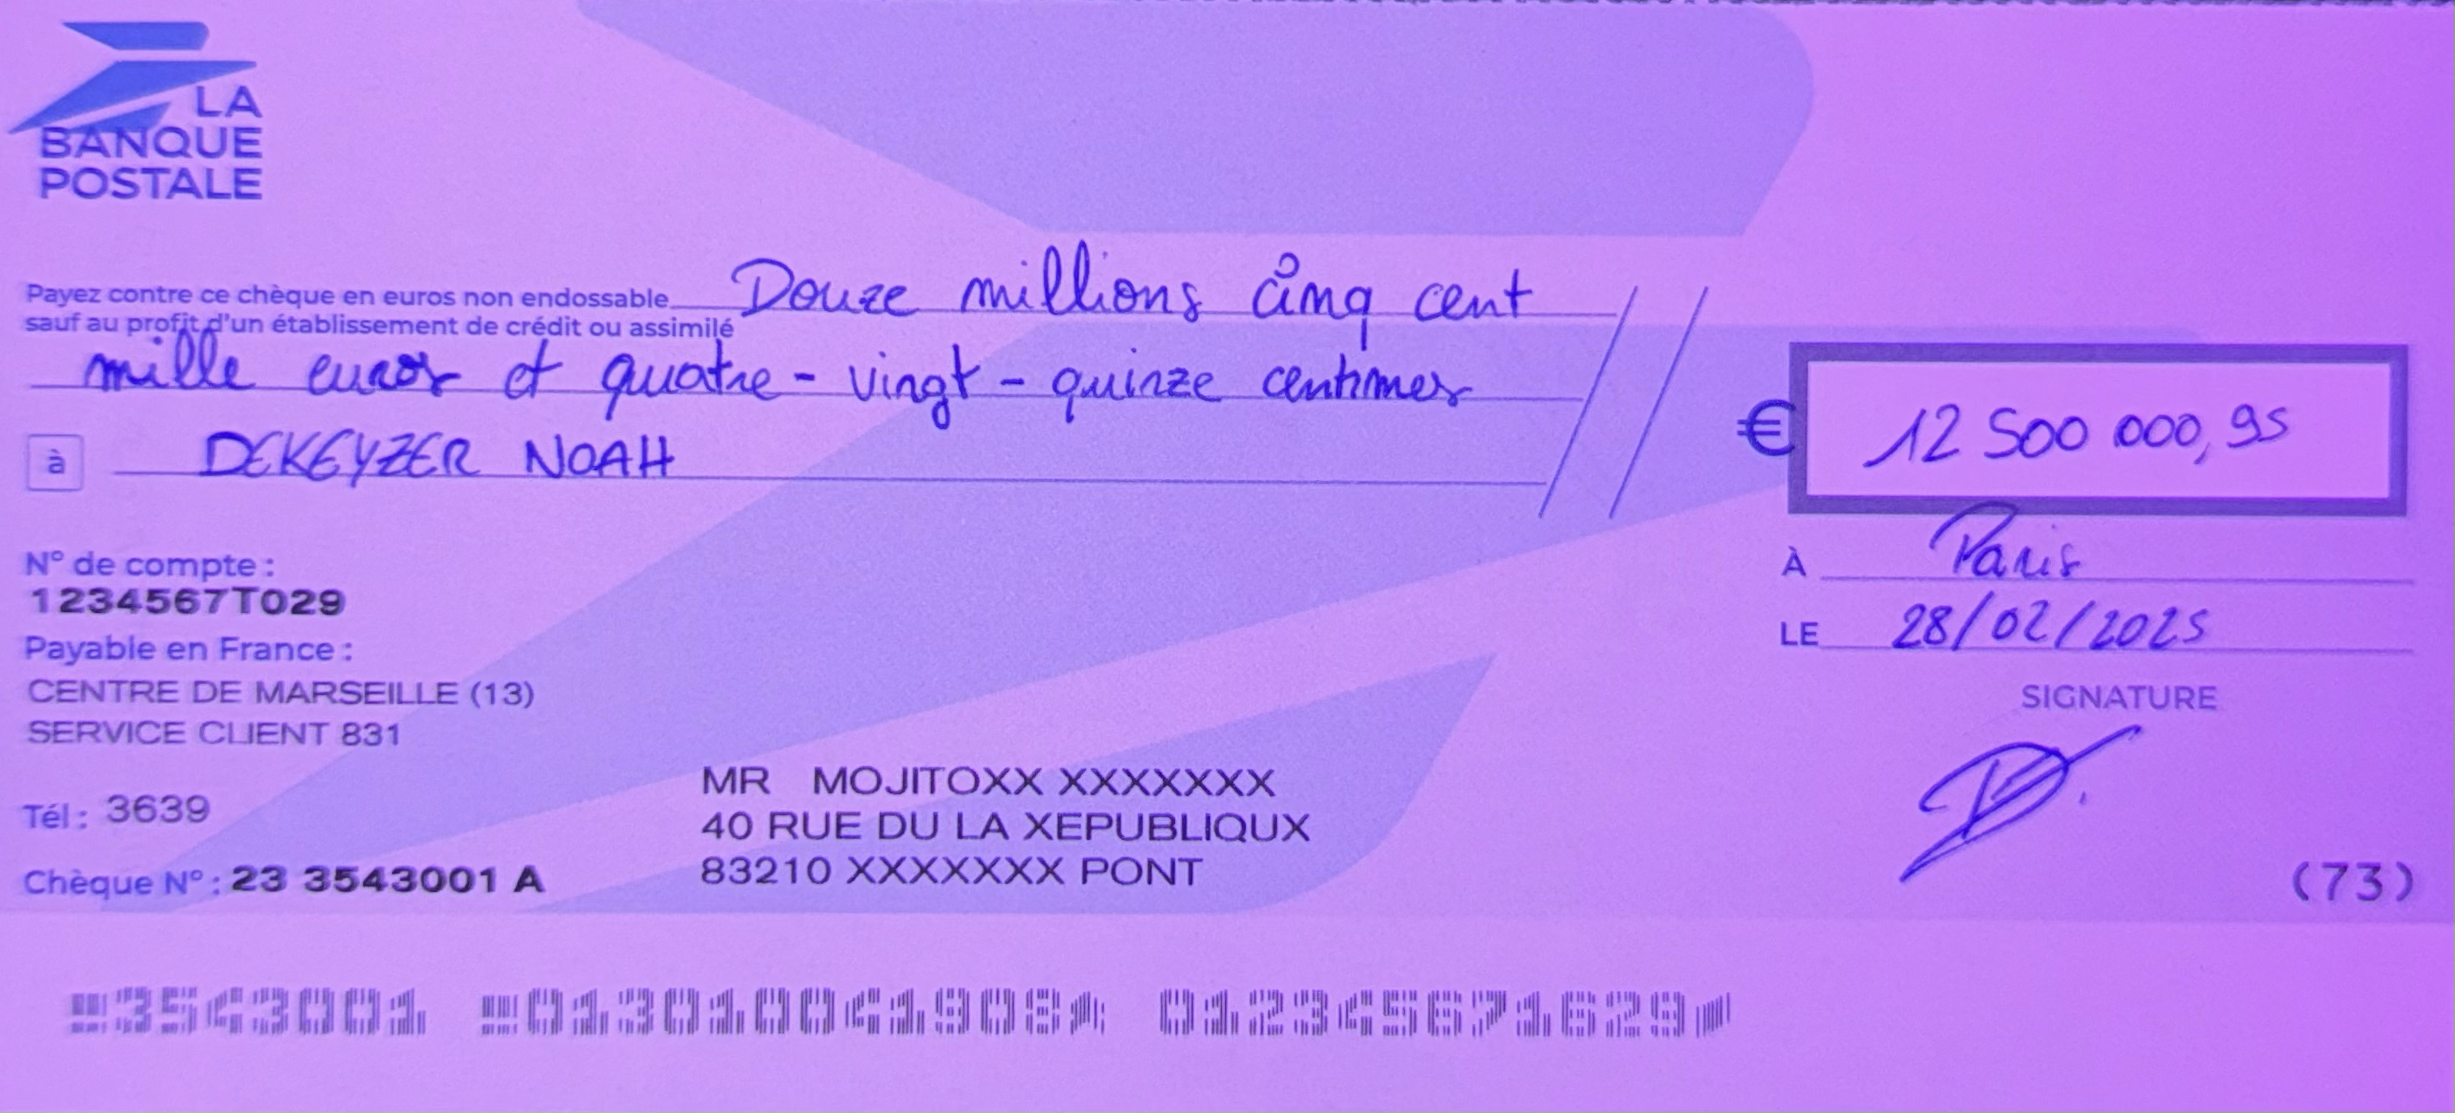 LA
BANQUE
POSTALE
Payez contre ce chèque en euros non endossable
sauf au profit d'un établissement de crédit ou assimilé
Douze millions cinq cent
mille euros et quatre-vingt-quinze centimes
à DEKEYZER NOAH
€ 12 500 000,95
À Paris
LE 28/02/2025
SIGNATURE
N° de compte :
1234567T029
Payable en France :
CENTRE DE MARSEILLE (13)
SERVICE CLIENT 831
Tél : 3639
Chèque N° : 23 3543001 A
MR MOJITOXX XXXXXXX
40 RUE DU LA XEPUBLIQUX
83210 XXXXXXX PONT
(73)
3543001 013010041908 012345671629